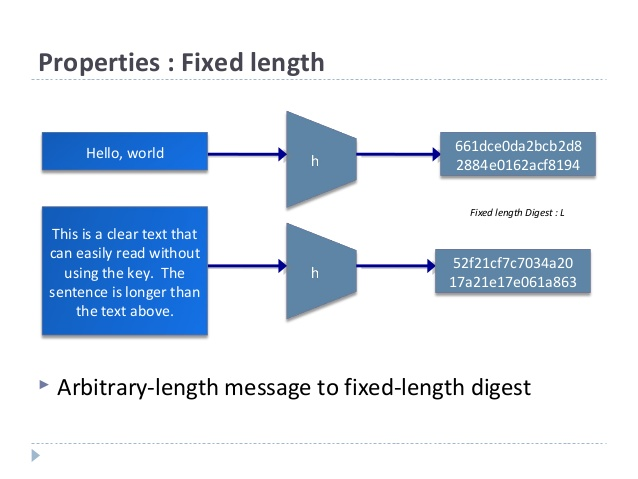 Properties : Fixed length
Hello, world
h
661dce0da2bcb2d8
2884e0162acf8194
Fixed length Digest : L
This is a clear text that
can easily read without
using the key.  The
sentence is longer than
the text above.
h
52f21cf7c7034a20
17a21e17e061a863
Arbitrary-length message to fixed-length digest